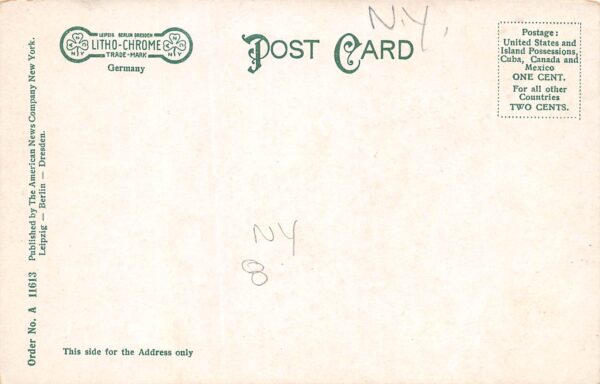 LEIPZIG BERLIN DRESDEN
LITHO-CHROME
TRADE-MARK
Germany
POST CARD
N.Y.
Postage:
United States and
Island Possessions,
Cuba, Canada and
Mexico
ONE CENT.
For all other
Countries
TWO CENTS.
Order No. A 11613 Published by The American News Company New York.
Leipzig — Berlin — Dresden.
NY
8
This side for the Address only